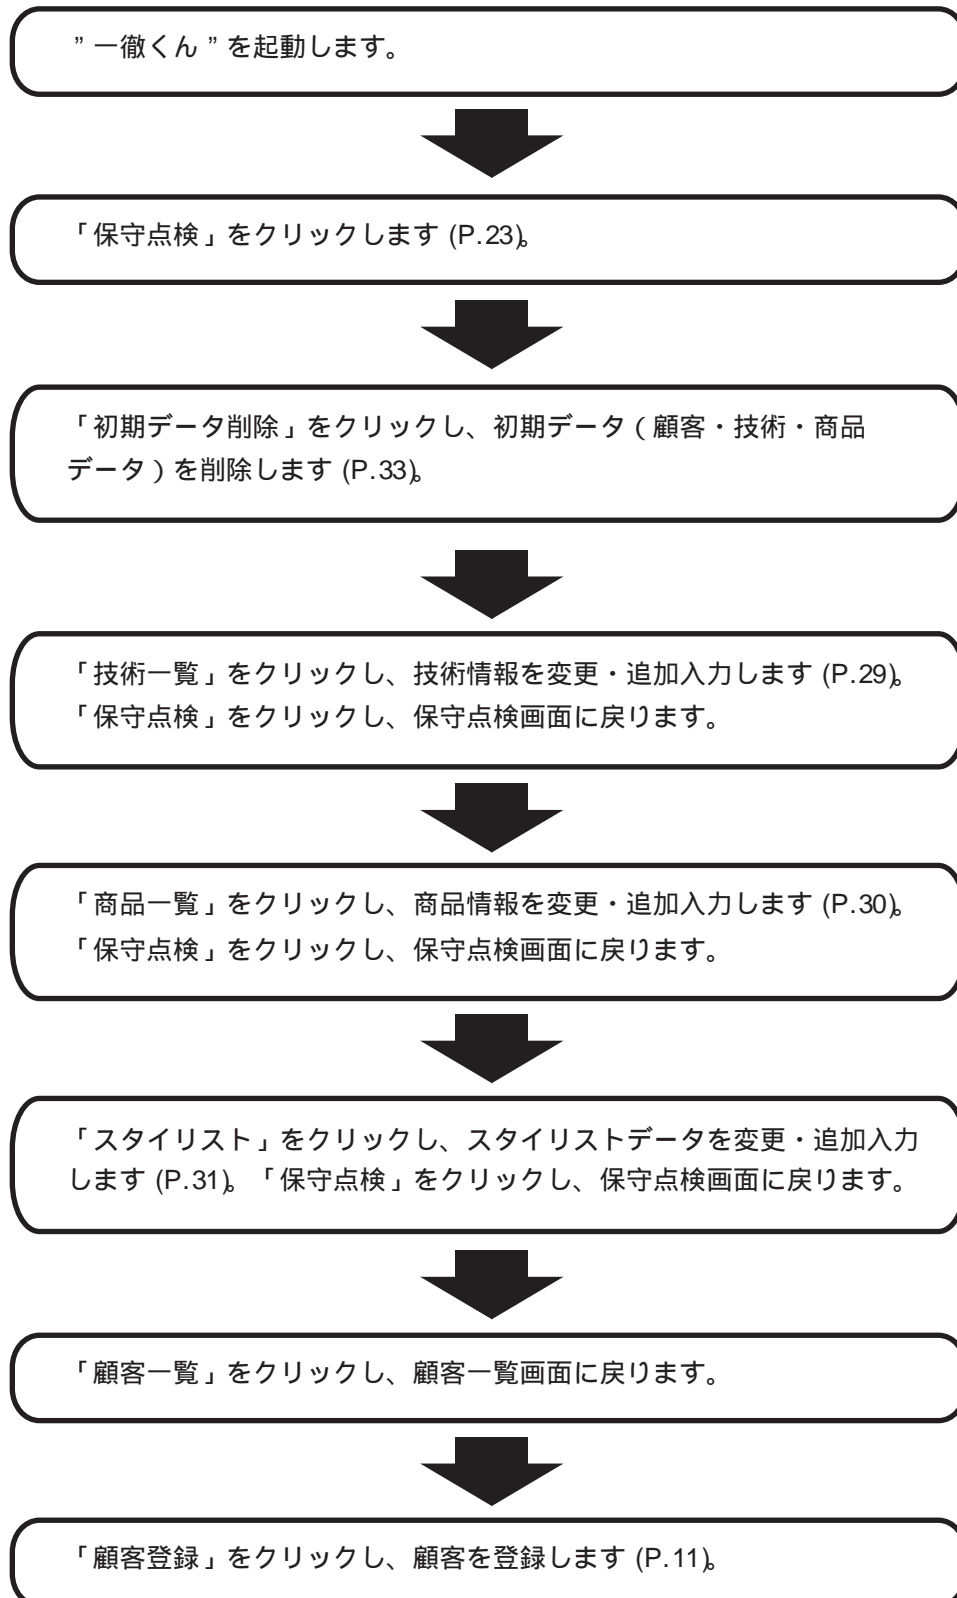 ”一徹くん”を起動します。
「保守点検」をクリックします (P.23)。
「初期データ削除」をクリックし、初期データ（顧客・技術・商品
データ）を削除します (P.33)。
「技術一覧」をクリックし、技術情報を変更・追加入力します (P.29)。
「保守点検」をクリックし、保守点検画面に戻ります。
「商品一覧」をクリックし、商品情報を変更・追加入力します (P.30)。
「保守点検」をクリックし、保守点検画面に戻ります。
「スタイリスト」をクリックし、スタイリストデータを変更・追加入力
します (P.31)。「保守点検」をクリックし、保守点検画面に戻ります。
「顧客一覧」をクリックし、顧客一覧画面に戻ります。
「顧客登録」をクリックし、顧客を登録します (P.11)。